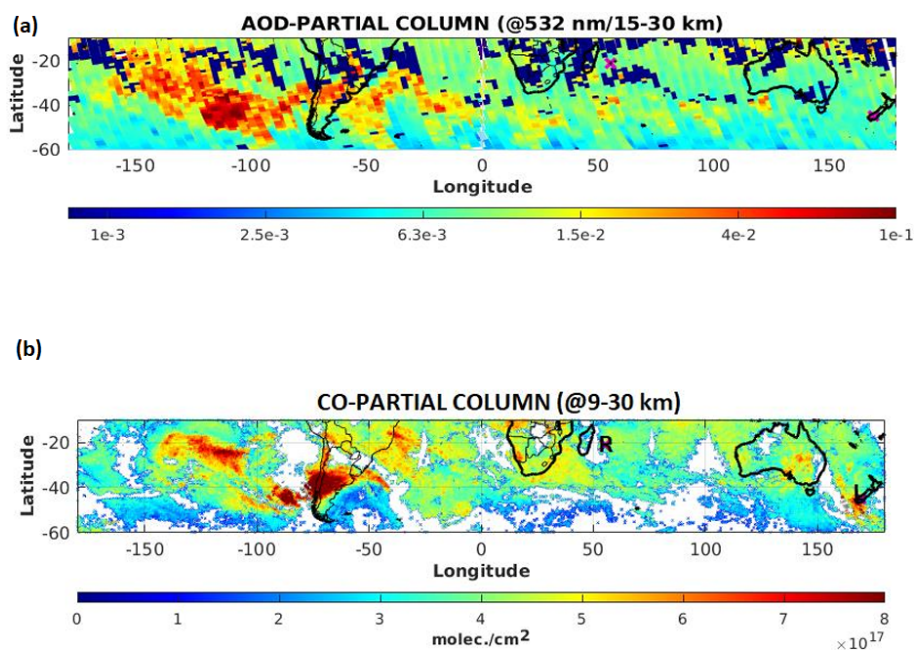 (a)
AOD-PARTIAL COLUMN (@532 nm/15-30 km)
Latitude
-20
-40
-60
-150 -100 -50 0 50 100 150
Longitude
1e-3 2.5e-3 6.3e-3 1.5e-2 4e-2 1e-1
(b)
CO-PARTIAL COLUMN (@9-30 km)
Latitude
-20
-40
-60
R
L
-150 -100 -50 0 50 100 150
Longitude
0 1 2 3 4 5 6 7 8
molec./cm²
×10¹⁷